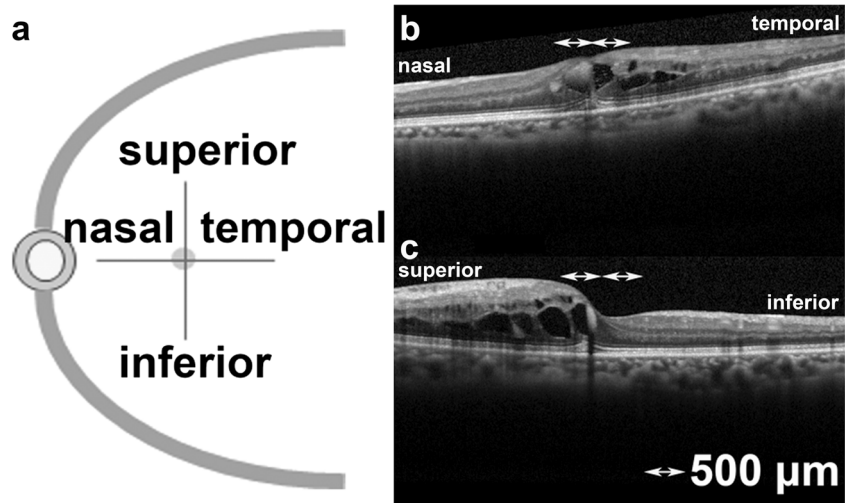 a
superior
nasal temporal
inferior
b
temporal
nasal
c
superior
inferior
500 µm